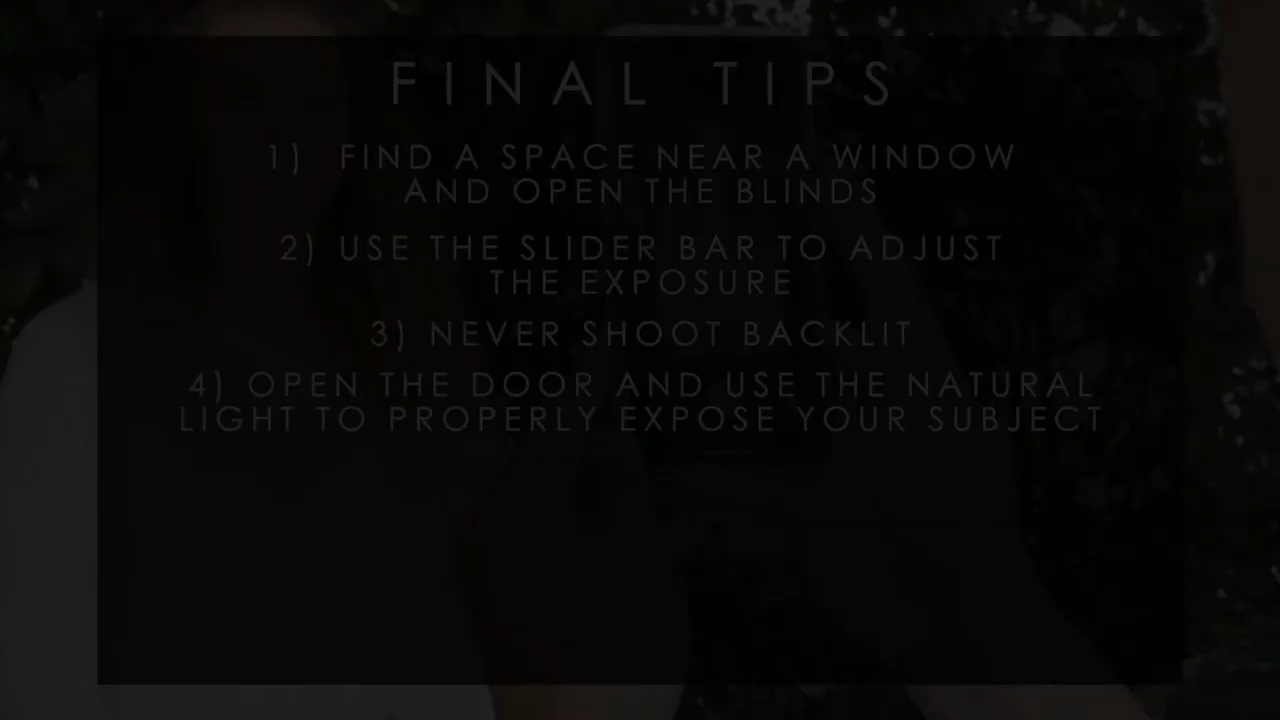 FINAL TIPS
1) FIND A SPACE NEAR A WINDOW
AND OPEN THE BLINDS
2) USE THE SLIDER BAR TO ADJUST
THE EXPOSURE
3) NEVER SHOOT BACKLIT
4) OPEN THE DOOR AND USE THE NATURAL
LIGHT TO PROPERLY EXPOSE YOUR SUBJECT